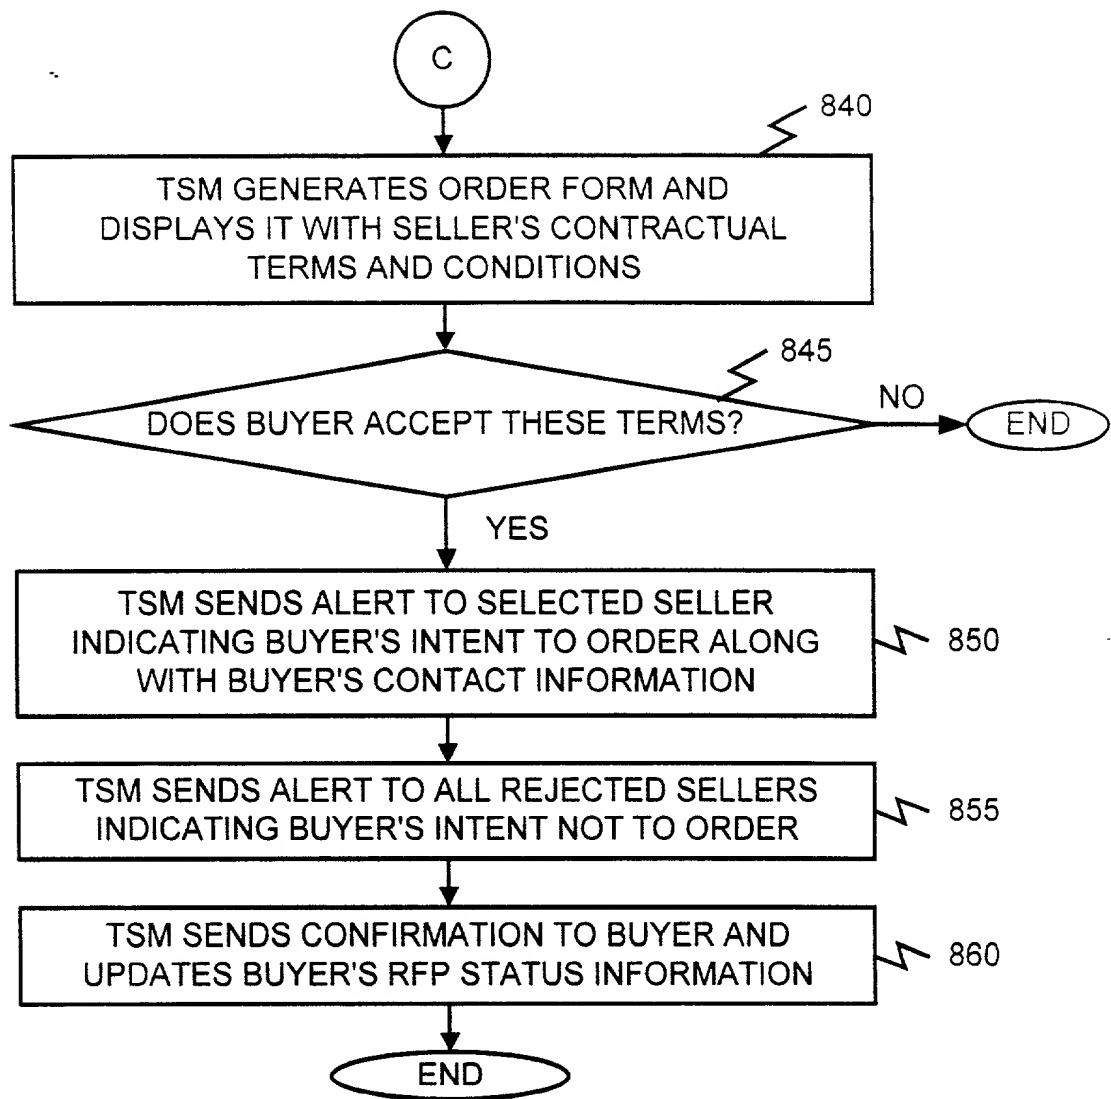 C
840
TSM GENERATES ORDER FORM AND
DISPLAYS IT WITH SELLER'S CONTRACTUAL
TERMS AND CONDITIONS
845
DOES BUYER ACCEPT THESE TERMS?
NO
END
YES
TSM SENDS ALERT TO SELECTED SELLER
INDICATING BUYER'S INTENT TO ORDER ALONG
WITH BUYER'S CONTACT INFORMATION
850
TSM SENDS ALERT TO ALL REJECTED SELLERS
INDICATING BUYER'S INTENT NOT TO ORDER
855
TSM SENDS CONFIRMATION TO BUYER AND
UPDATES BUYER'S RFP STATUS INFORMATION
860
END